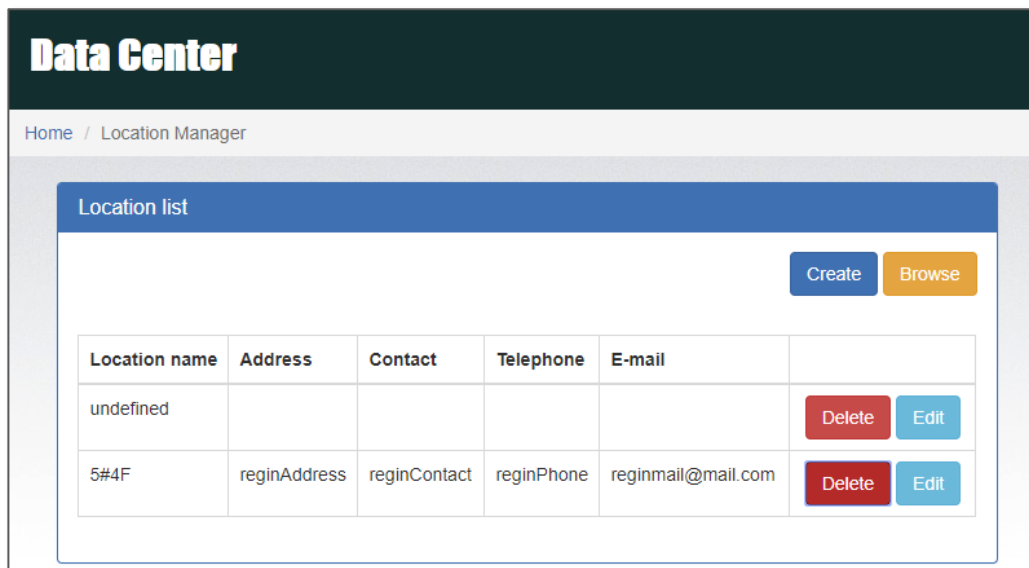 Data Center
Home / Location Manager
Location list
Create Browse
Location name Address Contact Telephone E-mail
undefined Delete Edit
5#4F reginAddress reginContact reginPhone reginmail@mail.com Delete Edit